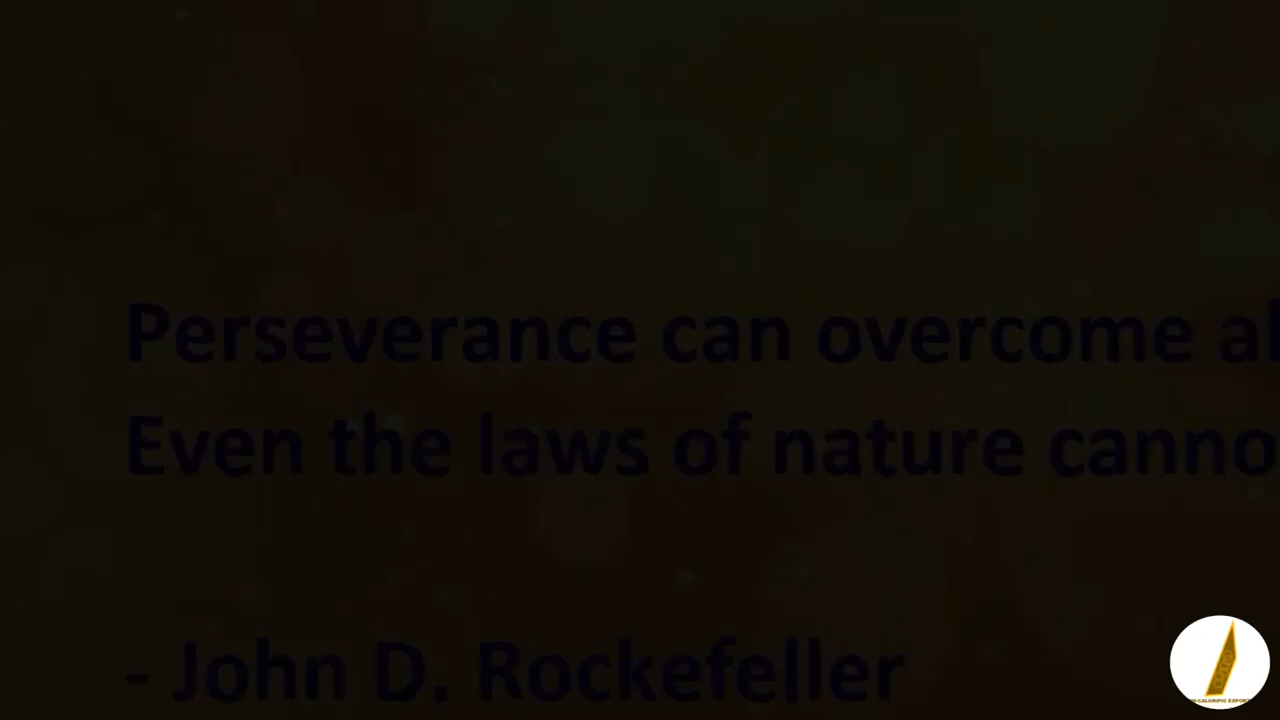 Perseverance can overcome al
Even the laws of nature canno
- John D. Rockefeller